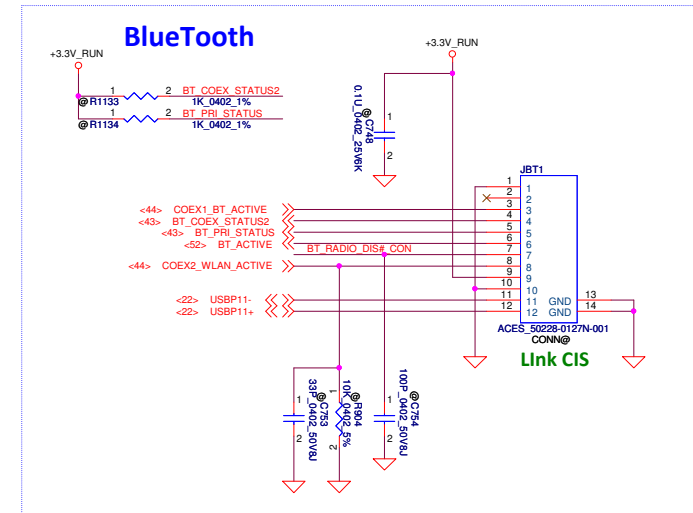 BlueTooth
+3.3V_RUN
+3.3V_RUN
1 2 BT_COEX_STATUS2
@R1133 1K_0402_1%
1 2 BT_PRI_STATUS
@R1134 1K_0402_1%
0.1U_0402_25V6K
@C748
1
2
JBT1
1 1
2 2
<44> COEX1_BT_ACTIVE 3 3
<43> BT_COEX_STATUS2 4 4
<43> BT_PRI_STATUS 5 5
<52> BT_ACTIVE 6 6
BT_RADIO_DIS#_CON 7 7
<44> COEX2_WLAN_ACTIVE 8 8
9 9
10 10
<22> USBP11- 11 11 GND 13
<22> USBP11+ 12 12 GND 14
ACES_50228-0127N-001
CONN@
LInk CIS
33P_0402_50V8J
@C753
1
2
10K_0402_5%
@R904
1
2
100P_0402_50V8J
@C754
1
2